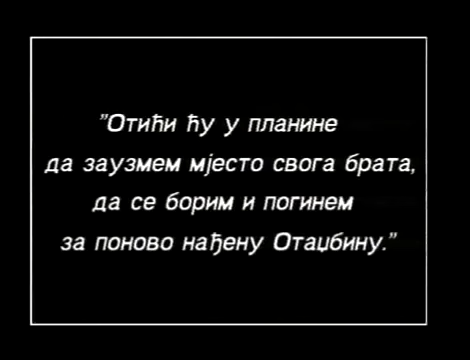 "Отићи ћу у планине
да заузмем мјесто свога брата,
да се борим и погинем
за поново нађену Отаџбину."